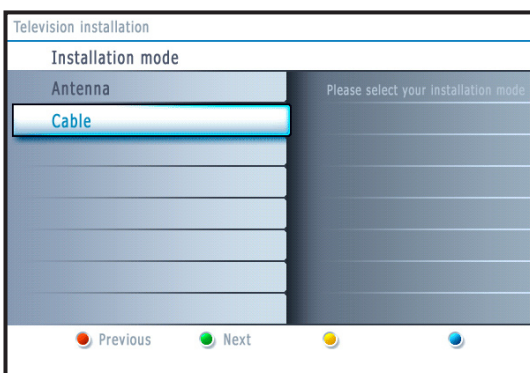 Television installation
Installation mode
Antenna
Please select your installation mode
Cable
Previous Next